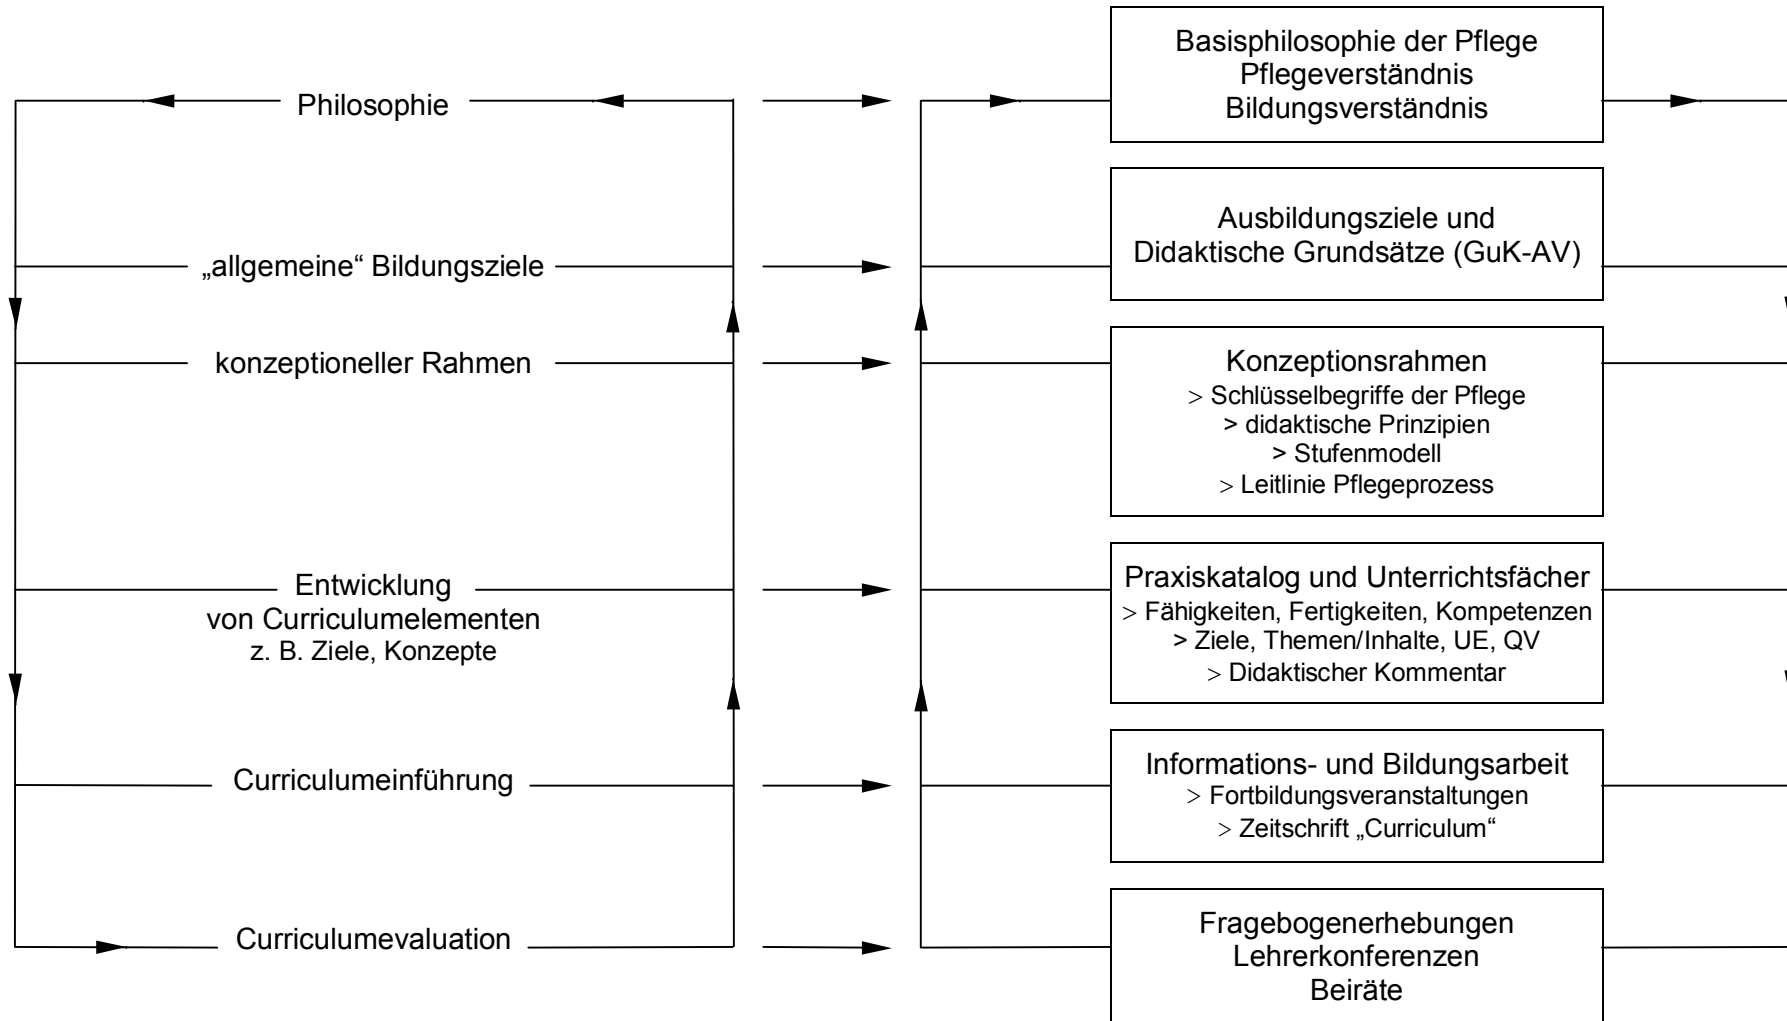 Philosophie
„allgemeine“ Bildungsziele
konzeptioneller Rahmen
Entwicklung
von Curriculumelementen
z. B. Ziele, Konzepte
Curriculumeinführung
Curriculumevaluation
Basisphilosophie der Pflege
Pflegeverständnis
Bildungsverständnis
Ausbildungsziele und
Didaktische Grundsätze (GuK-AV)
Konzeptionsrahmen
> Schlüsselbegriffe der Pflege
> didaktische Prinzipien
> Stufenmodell
> Leitlinie Pflegeprozess
Praxiskatalog und Unterrichtsfächer
> Fähigkeiten, Fertigkeiten, Kompetenzen
> Ziele, Themen/Inhalte, UE, QV
> Didaktischer Kommentar
Informations- und Bildungsarbeit
> Fortbildungsveranstaltungen
> Zeitschrift „Curriculum“
Fragebogenerhebungen
Lehrerkonferenzen
Beiräte